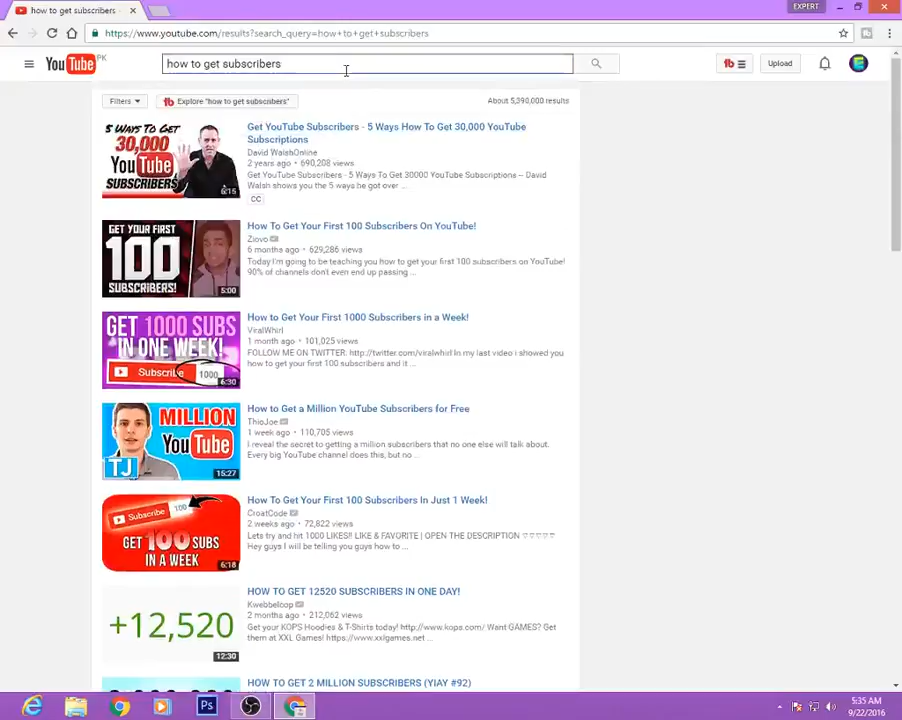 how to get subscribers
EXPERT
https://www.youtube.com/results?search_query=how+to+get+subscribers
YouTube PK
how to get subscribers
Upload
Filters
Explore "how to get subscribers"
About 5,390,000 results
5 WAYS TO GET
30,000
YouTube
SUBSCRIBERS
6:15
Get YouTube Subscribers - 5 Ways How To Get 30,000 YouTube
Subscriptions
David WalshOnline
2 years ago • 690,208 views
Get YouTube Subscribers - 5 Ways To Get 30000 YouTube Subscriptions -- David
Walsh shows you the 5 ways he got over ...
CC
GET YOUR FIRST
100
SUBSCRIBERS!
5:00
How To Get Your First 100 Subscribers On YouTube!
Ziovo
6 months ago • 629,286 views
Today I'm going to be teaching you how to get your first 100 subscribers on YouTube!
90% of channels don't even end up passing ...
GET 1000 SUBS
IN ONE WEEK!
Subscribe 1000
6:30
How to Get Your First 1000 Subscribers in a Week!
ViralWhirl
1 month ago • 101,025 views
FOLLOW ME ON TWITTER: http://twitter.com/viralwhirl In my last video i showed you
how to get your first 100 subscribers and it ...
MILLION
YouTube
TJ
15:27
How to Get a Million YouTube Subscribers for Free
ThioJoe
1 week ago • 110,705 views
I reveal the secret to getting a million subscribers that no one else will talk about.
Every big YouTube channel does this, but no ...
Subscribe 100
GET 100 SUBS
IN A WEEK
6:18
How To Get Your First 100 Subscribers In Just 1 Week!
CroatCode
2 weeks ago • 72,822 views
Lets try and hit 1000 LIKES!! LIKE & FAVORITE | OPEN THE DESCRIPTION ♡♡♡♡♡
Hey guys I will be telling you guys how to ...
+12,520
12:30
HOW TO GET 12520 SUBSCRIBERS IN ONE DAY!
Kwebbeloop
2 months ago • 212,062 views
Get your KOPS Hoodies & T-Shirts today! http://www.kops.com/ Want GAMES? Get
them at XXL Games! https://www.xxlgames.net ...
HOW TO GET 2 MILLION SUBSCRIBERS (YIAY #92)
Ps
5:35 AM
9/22/2016